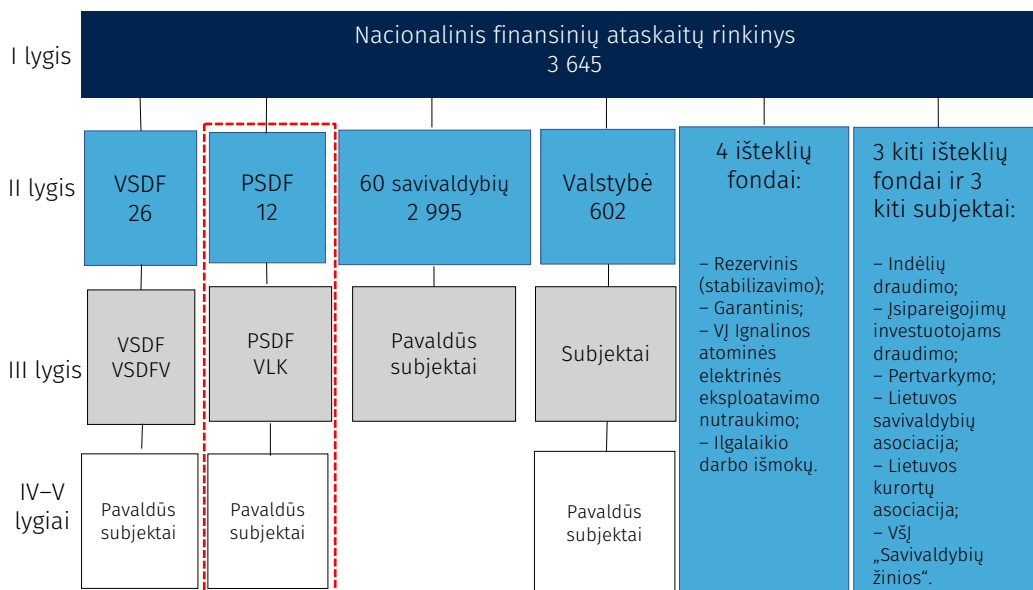 I lygis
Nacionalinis finansinių ataskaitų rinkinys
3 645
II lygis
VSDF
26
PSDF
12
60 savivaldybių
2 995
Valstybė
602
4 išteklių
fondai:
– Rezervinis
(stabilizavimo);
– Garantinis;
– VĮ Ignalinos
atominės
elektrinės
eksploatavimo
nutraukimo;
– Ilgalaikio
darbo išmokų.
3 kiti išteklių
fondai ir 3
kiti subjektai:
– Indėlių
draudimo;
– Įsipareigojimų
investuotojams
draudimo;
– Pertvarkymo;
– Lietuvos
savivaldybių
asociacija;
– Lietuvos
kurortų
asociacija;
– VšĮ
„Savivaldybių
žinios“.
III lygis
VSDF
VSDFV
PSDF
VLK
Pavaldūs
subjektai
Subjektai
IV–V
lygiai
Pavaldūs
subjektai
Pavaldūs
subjektai
Pavaldūs
subjektai